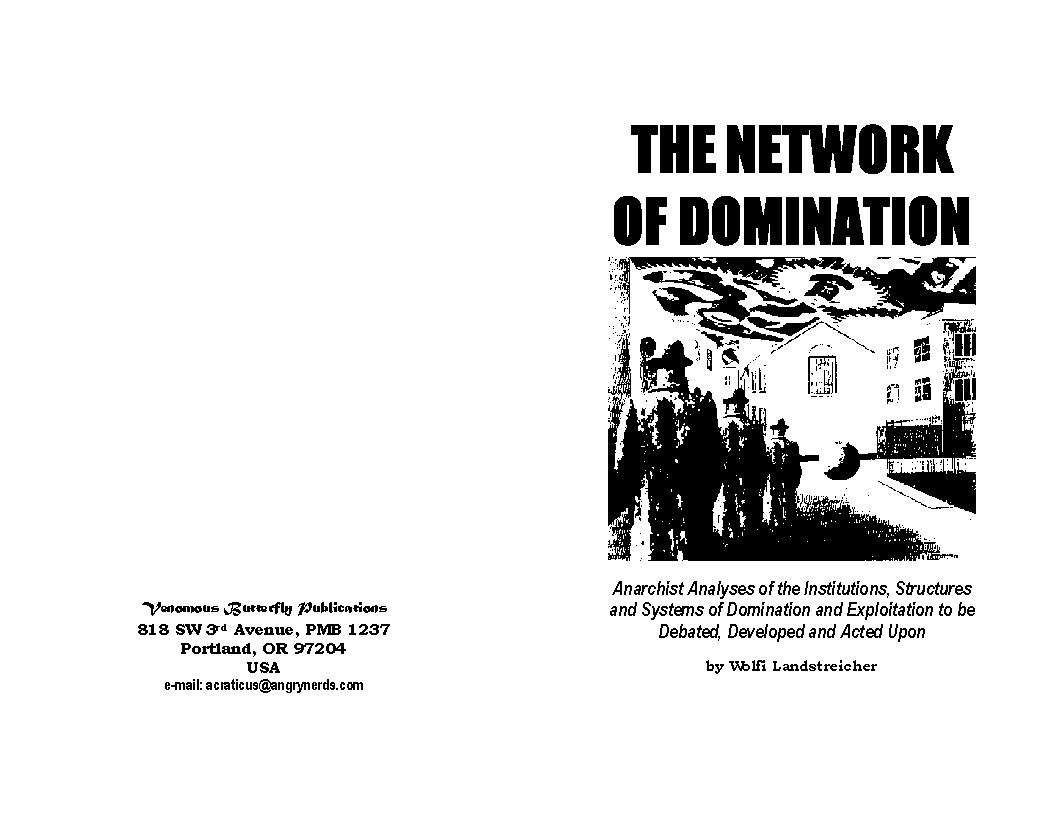 THE NETWORK
OF DOMINATION
Anarchist Analyses of the Institutions, Structures
and Systems of Domination and Exploitation to be
Debated, Developed and Acted Upon
by Wolfi Landstreicher
Venomous Butterfly Publications
818 SW 3rd Avenue, PMB 1237
Portland, OR 97204
USA
e-mail: acraticus@angrynerds.com